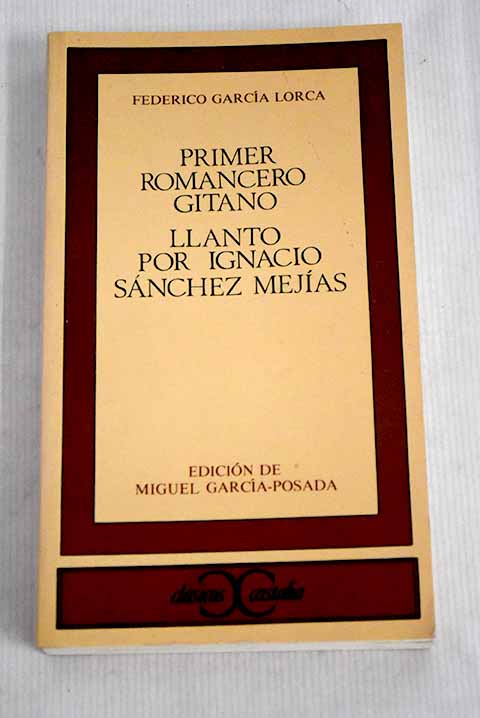 FEDERICO GARCÍA LORCA
PRIMER
ROMANCERO
GITANO
LLANTO
POR IGNACIO
SÁNCHEZ MEJÍAS
EDICIÓN DE
MIGUEL GARCÍA-POSADA
clásicos castalia